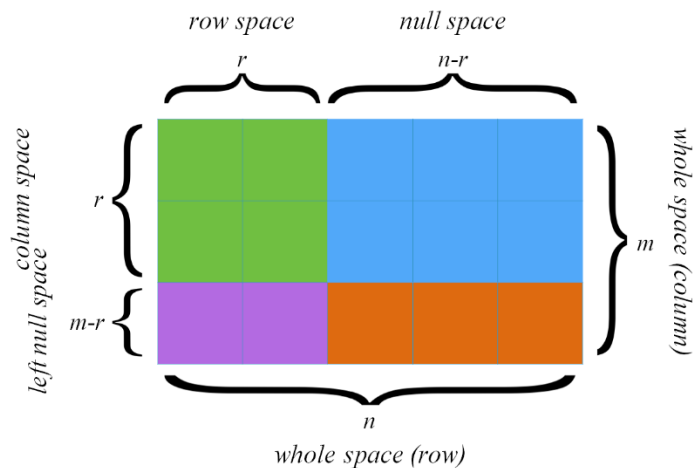 row space
null space
r
n-r
column space
r
left null space
m-r
m
whole space (column)
n
whole space (row)